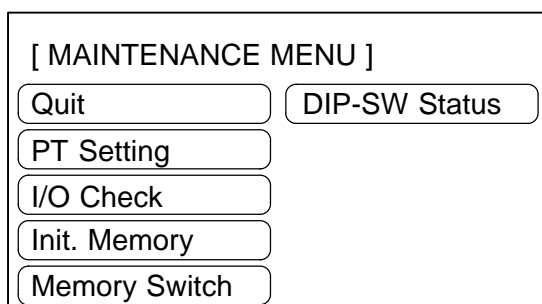 [ MAINTENANCE MENU ]
Quit
DIP-SW Status
PT Setting
I/O Check
Init. Memory
Memory Switch